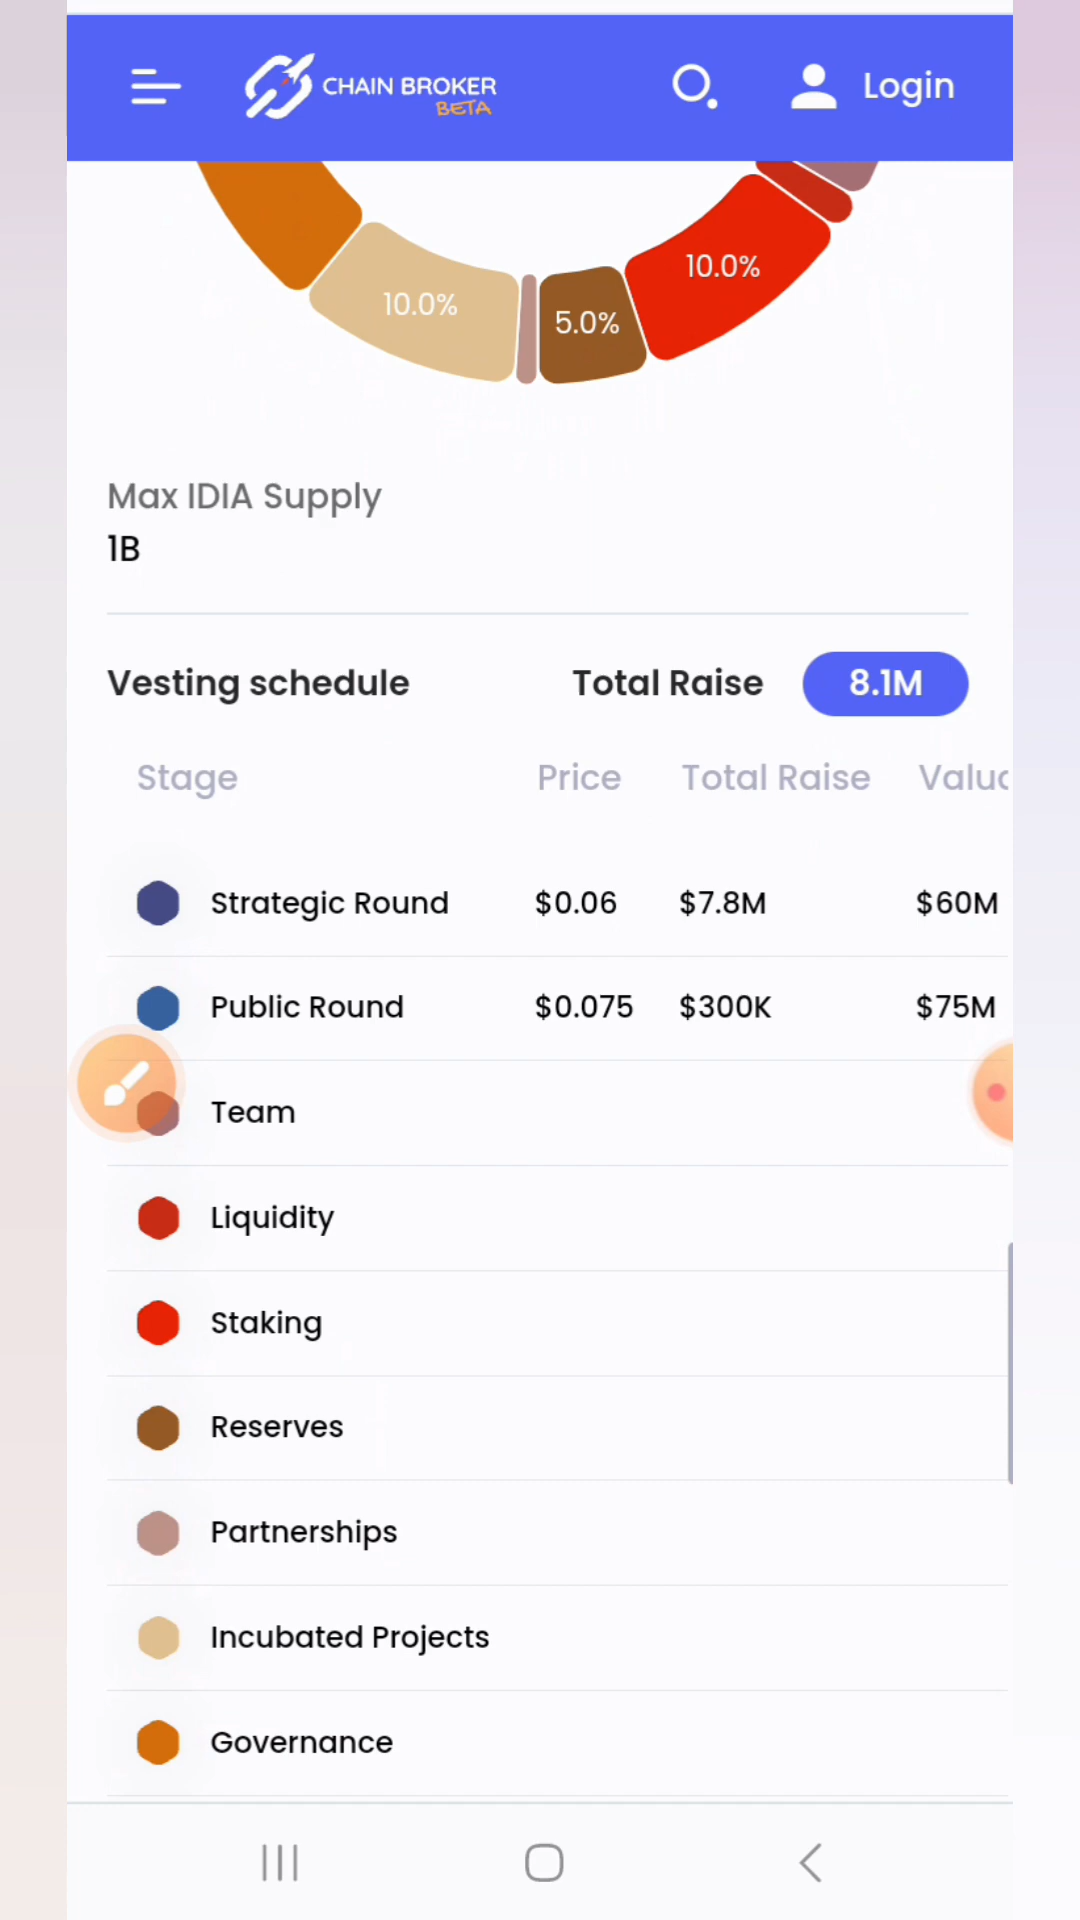 CHAIN BROKER
BETA
Login
10.0%
10.0%
5.0%
Max IDIA Supply
1B
Vesting schedule Total Raise 8.1M
Stage Price Total Raise
Strategic Round $0.06 $7.8M $60M
Public Round $0.075 $300K $75M
Team
Liquidity
Staking
Reserves
Partnerships
Incubated Projects
Governance